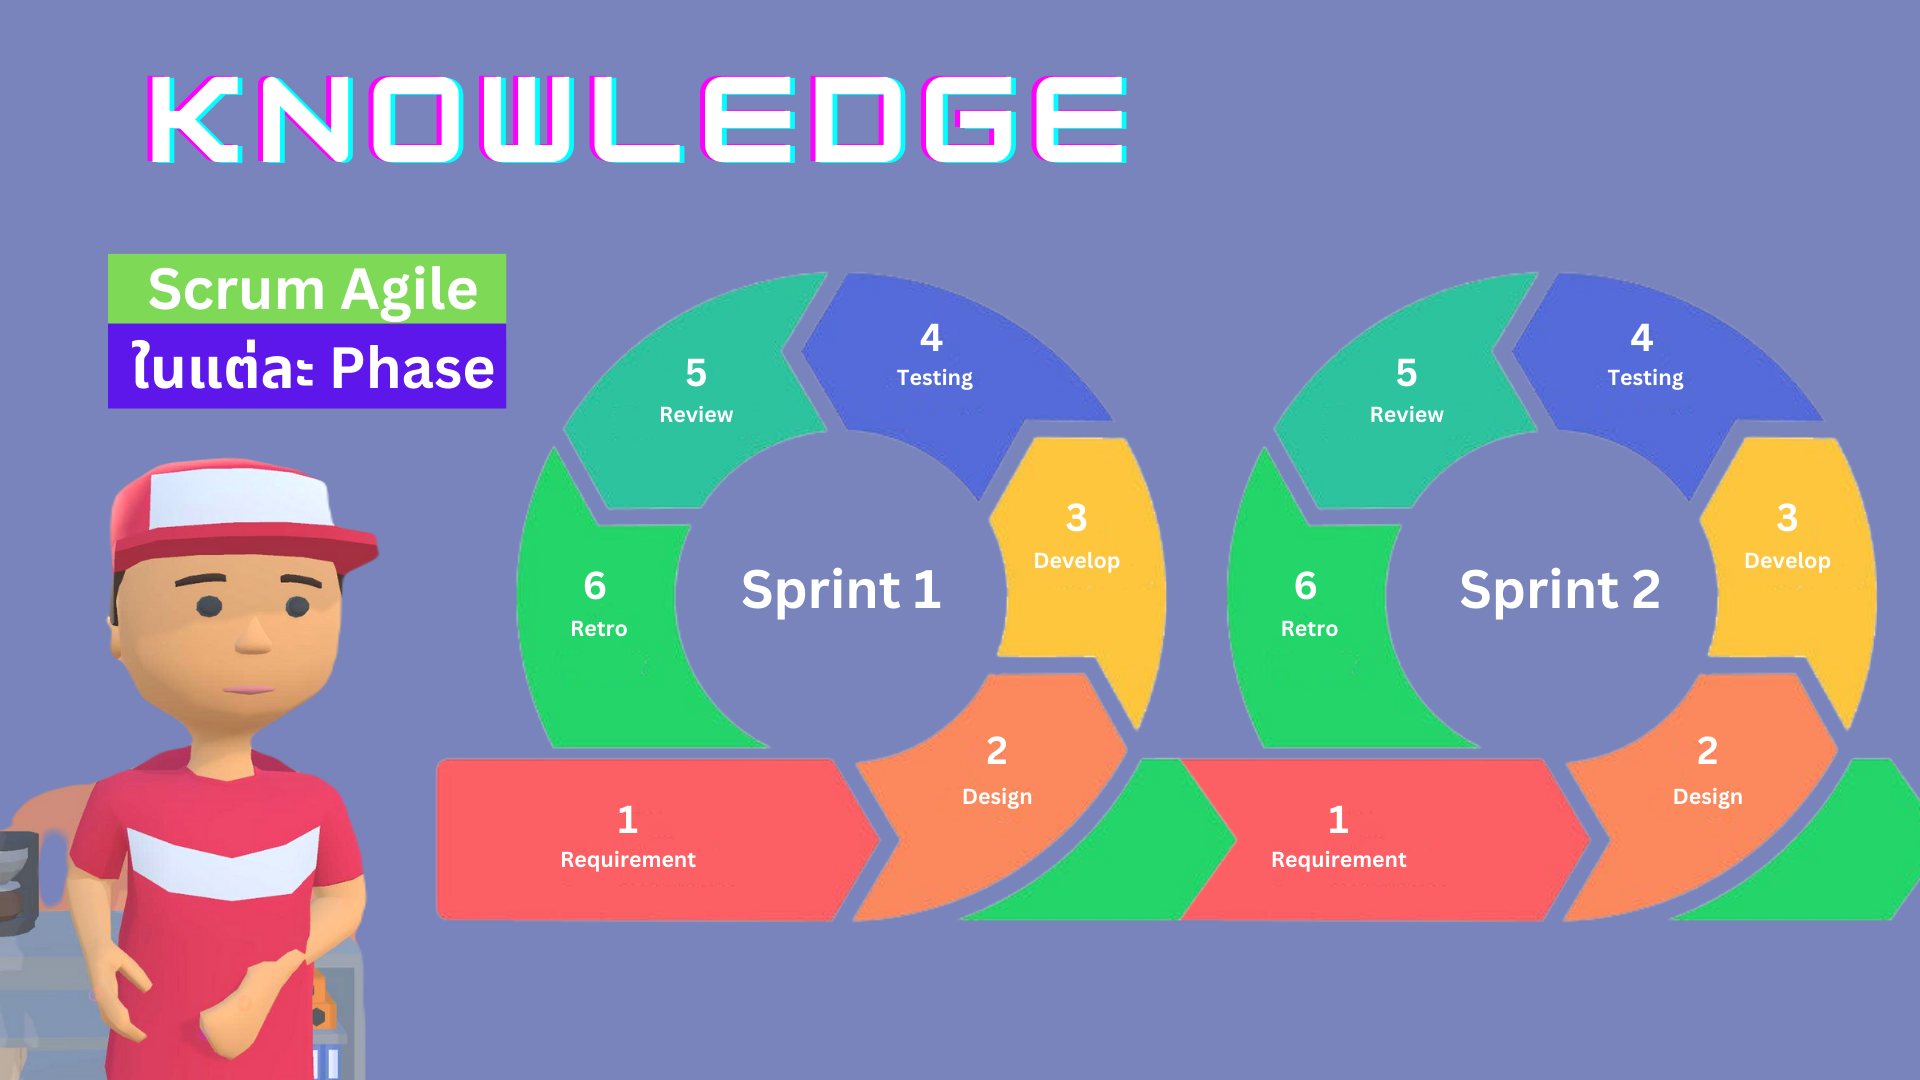 KNOWLEDGE
Scrum Agile
ในแต่ละ Phase
4
Testing
5
Review
3
Develop
6
Retro
Sprint 1
2
Design
1
Requirement
4
Testing
5
Review
3
Develop
6
Retro
Sprint 2
2
Design
1
Requirement